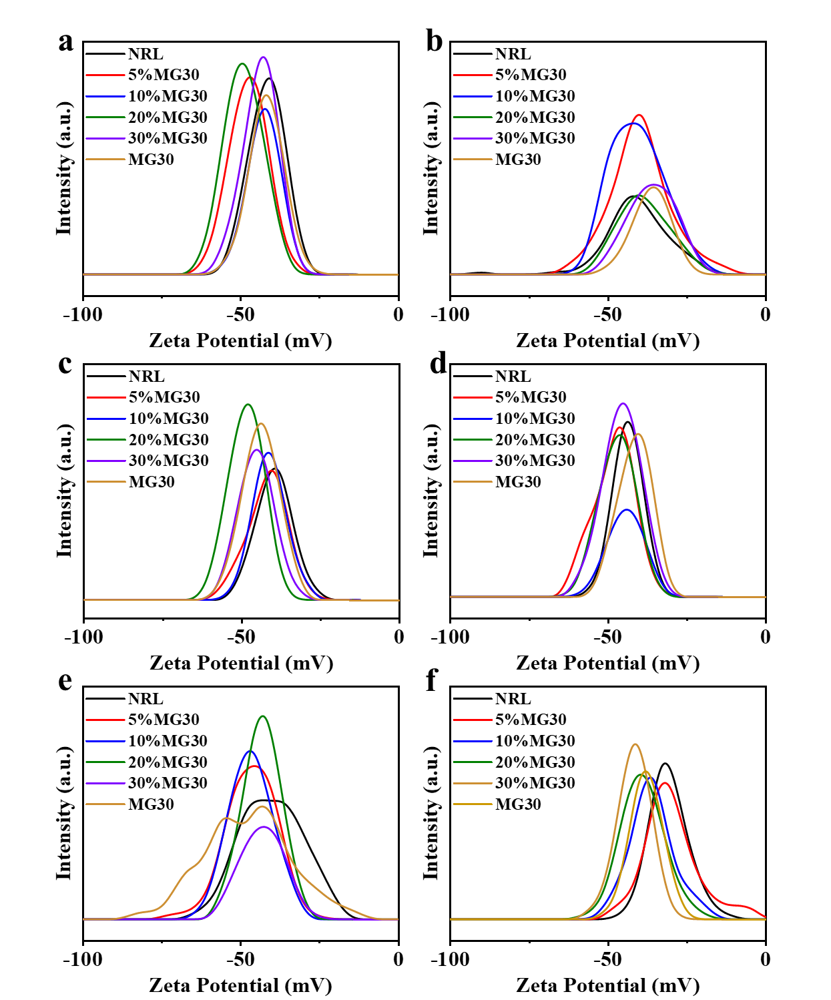 a
NRL
5%MG30
10%MG30
20%MG30
30%MG30
MG30
Intensity (a.u.)
-100
-50
0
Zeta Potential (mV)
b
NRL
5%MG30
10%MG30
20%MG30
30%MG30
MG30
Intensity (a.u.)
-100
-50
0
Zeta Potential (mV)
c
NRL
5%MG30
10%MG30
20%MG30
30%MG30
MG30
Intensity (a.u.)
-100
-50
0
Zeta Potential (mV)
d
NRL
5%MG30
10%MG30
20%MG30
30%MG30
MG30
Intensity (a.u.)
-100
-50
0
Zeta Potential (mV)
e
NRL
5%MG30
10%MG30
20%MG30
30%MG30
MG30
Intensity (a.u.)
-100
-50
0
Zeta Potential (mV)
f
NRL
5%MG30
10%MG30
20%MG30
30%MG30
MG30
Intensity (a.u.)
-100
-50
0
Zeta Potential (mV)